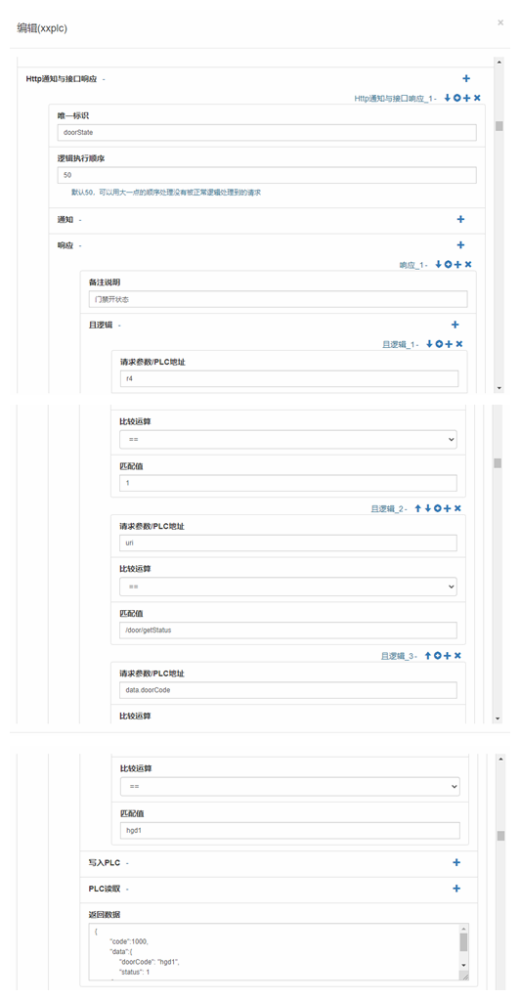 编辑(xxplc)
×
Http通知与接口响应 -
Http通知与接口响应_1 -
唯一标识
doorState
逻辑执行顺序
50
默认50，可以用大一点的顺序处理没有被正常逻辑处理到的请求
通知 -
响应 -
响应_1 -
备注说明
门禁开状态
且逻辑 -
且逻辑_1 -
请求参数/PLC地址
r4
比较运算
==
匹配值
1
且逻辑_2 -
请求参数/PLC地址
uri
比较运算
==
匹配值
/door/getStatus
且逻辑_3 -
请求参数/PLC地址
data.doorCode
比较运算
比较运算
==
匹配值
hgd1
写入PLC -
PLC读取 -
返回数据
{
"code":1000,
"data":{
"doorCode": "hgd1",
"status": 1